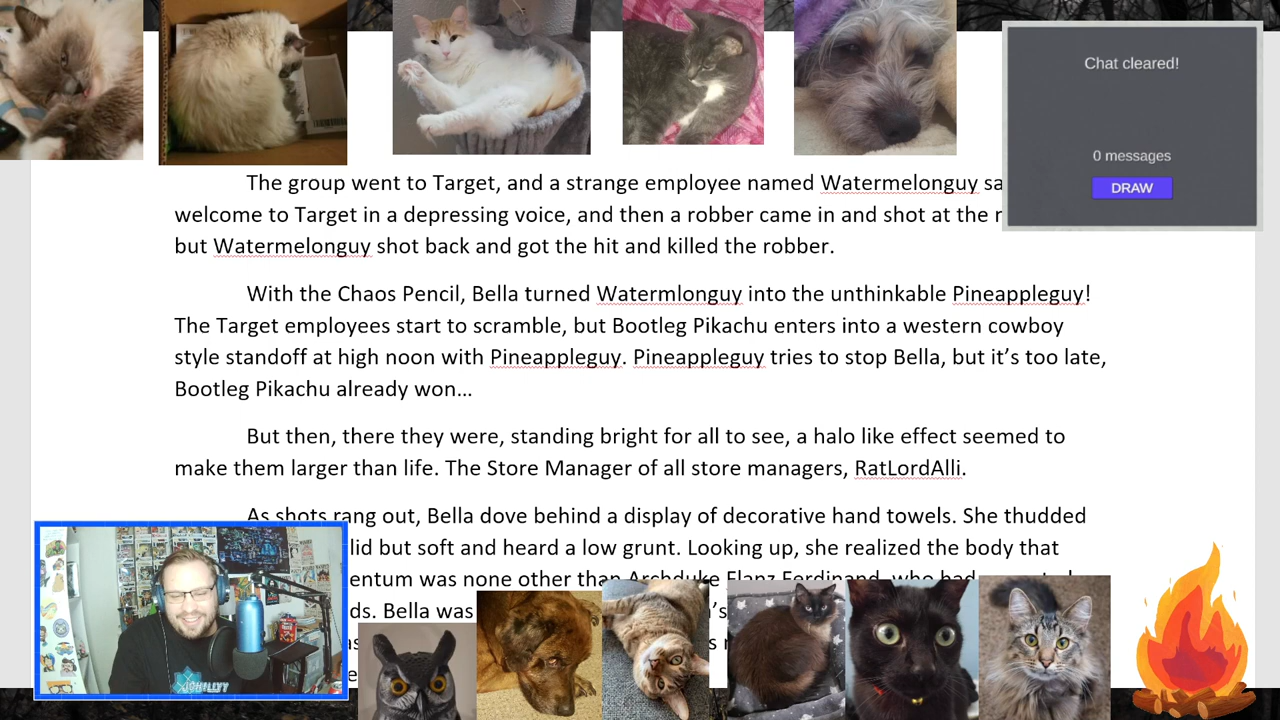 Chat cleared!
0 messages
DRAW
The group went to Target, and a strange employee named Watermelonguy sa
welcome to Target in a depressing voice, and then a robber came in and shot at the
but Watermelonguy shot back and got the hit and killed the robber.
With the Chaos Pencil, Bella turned Watermlonguy into the unthinkable Pineappleguy!
The Target employees start to scramble, but Bootleg Pikachu enters into a western cowboy
style standoff at high noon with Pineappleguy. Pineappleguy tries to stop Bella, but it’s too late,
Bootleg Pikachu already won…
But then, there they were, standing bright for all to see, a halo like effect seemed to
make them larger than life. The Store Manager of all store managers, RatLordAlli.
As shots rang out, Bella dove behind a display of decorative hand towels. She thudded
lid but soft and heard a low grunt. Looking up, she realized the body that
entum was none other than Archduke Flanz Ferdinand, who had
ds. Bella was